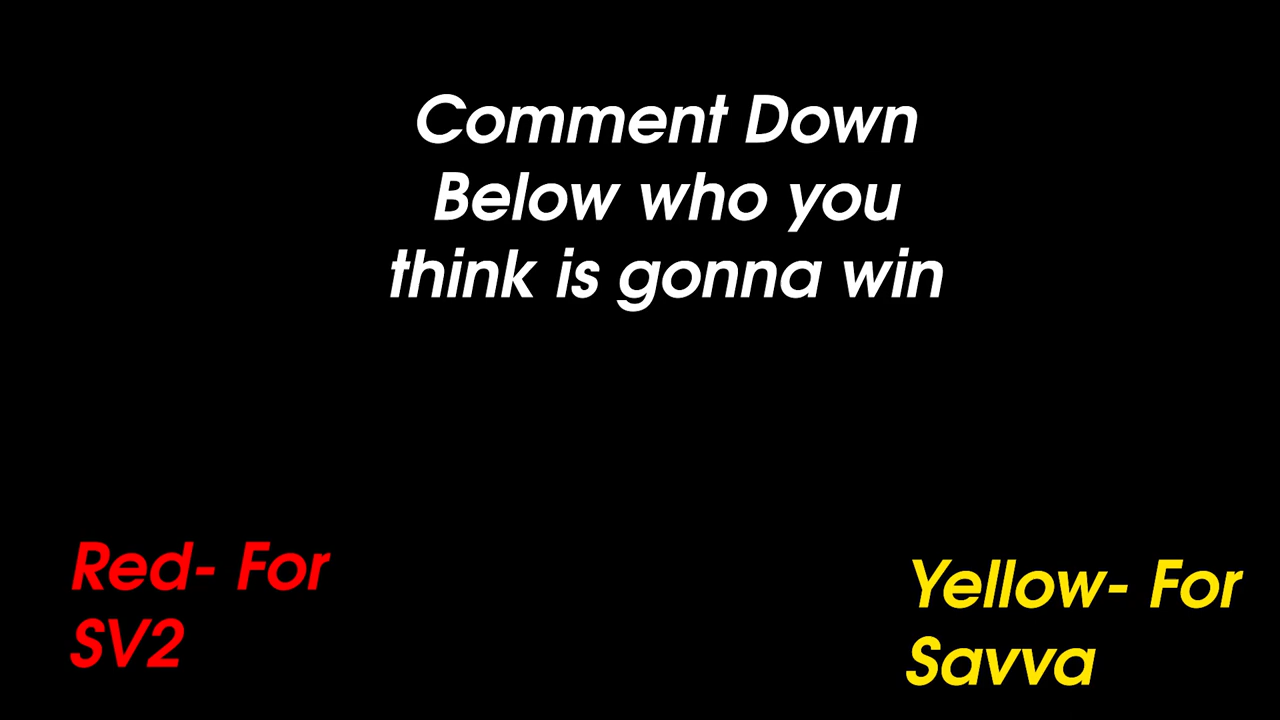 Comment Down
Below who you
think is gonna win
Red- For
SV2
Yellow- For
Savva